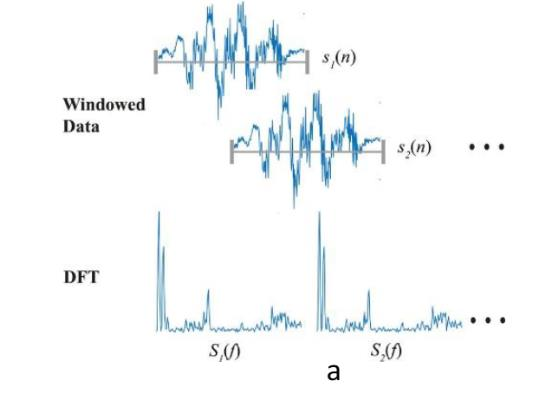 s₁(n)
Windowed
Data
s₂(n)
• • •
DFT
• • •
S₁(f)
S₂(f)
a